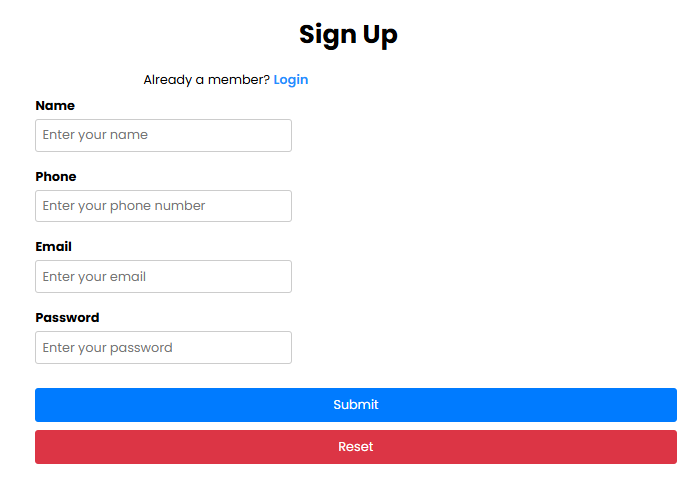 Sign Up
Already a member? Login
Name
Enter your name
Phone
Enter your phone number
Email
Enter your email
Password
Enter your password
Submit
Reset